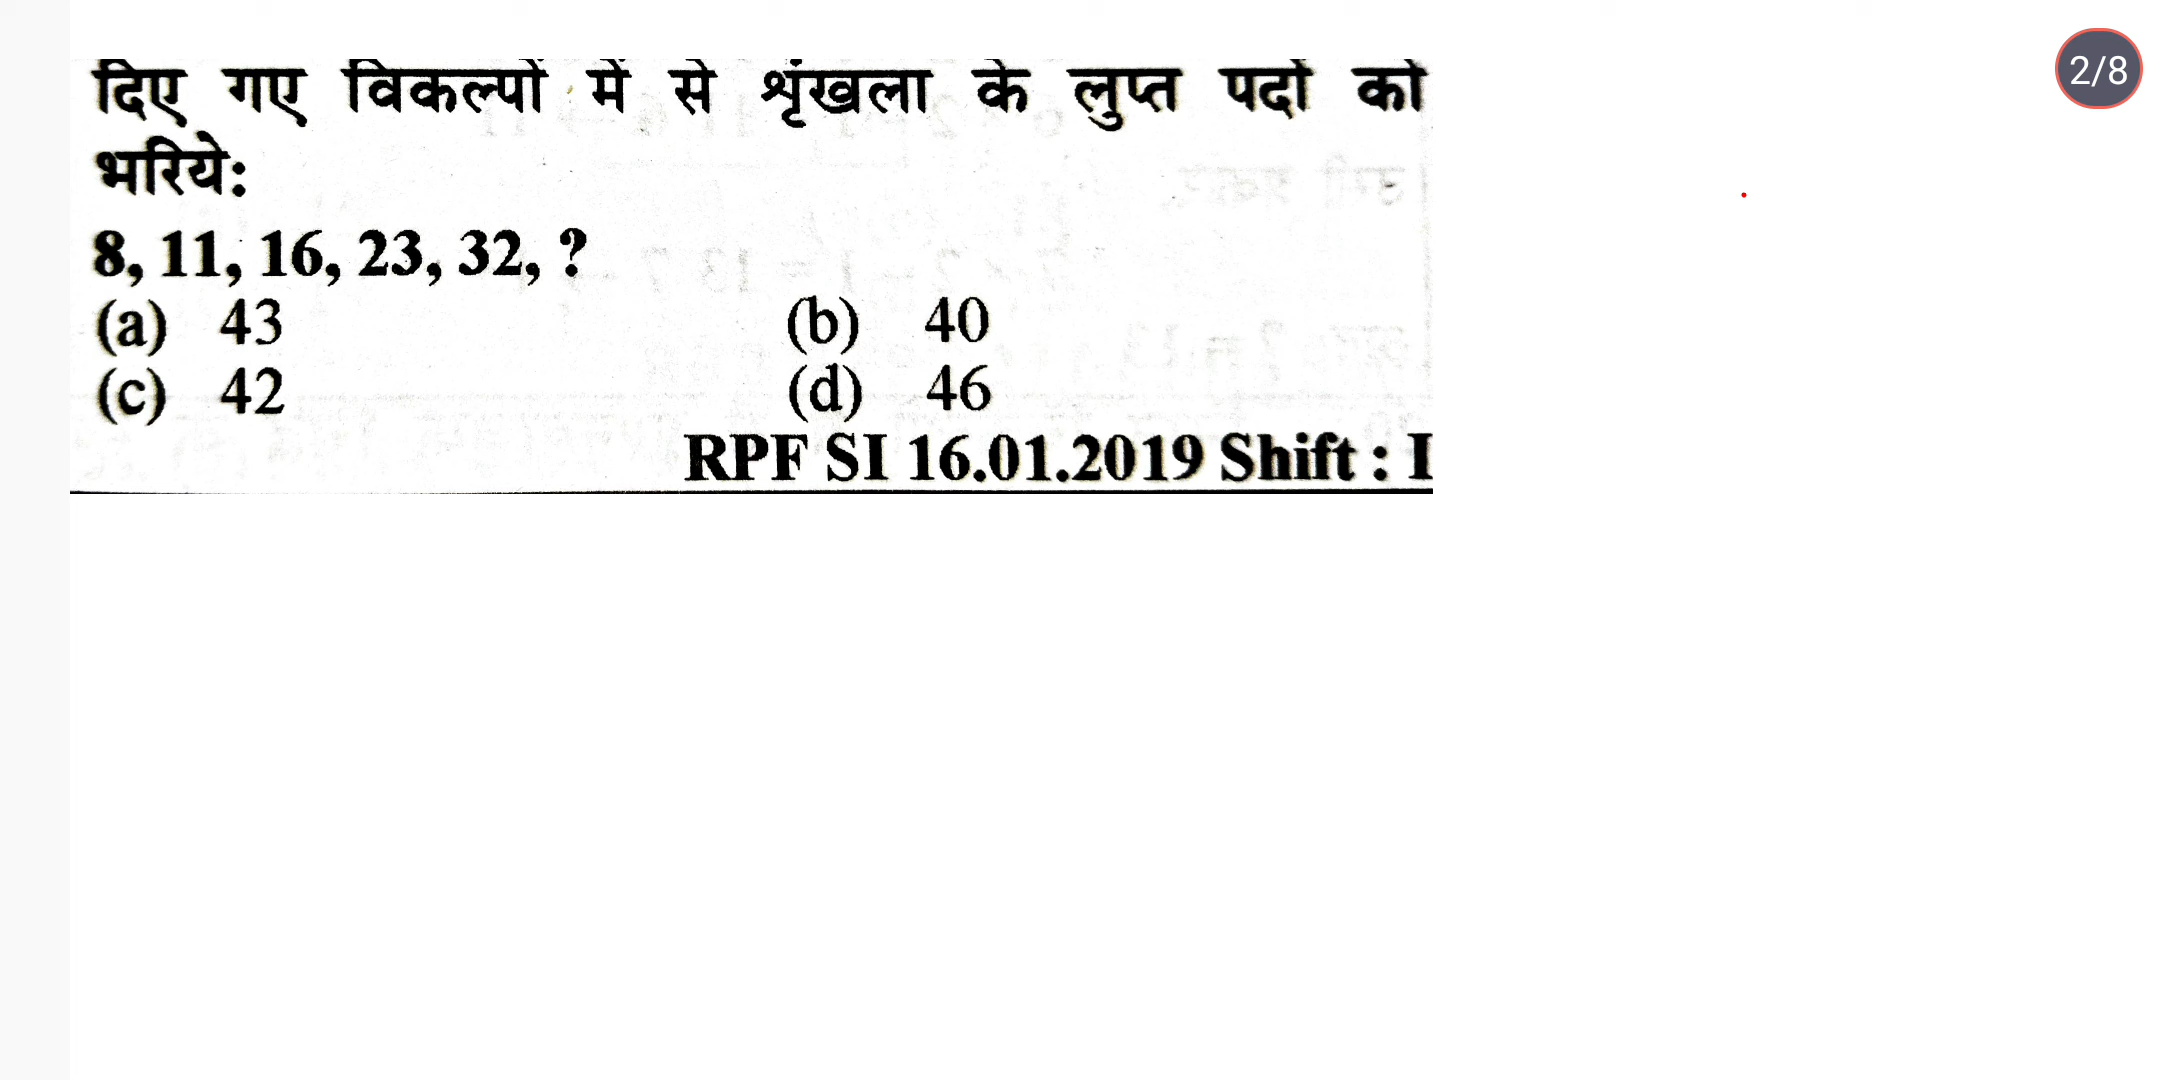 दिए गए विकल्पों में से शृंखला के लुप्त पदों को
भरिये:
8, 11, 16, 23, 32, ?
(a) 43 (b) 40
(c) 42 (d) 46
RPF SI 16.01.2019 Shift : I
2/8